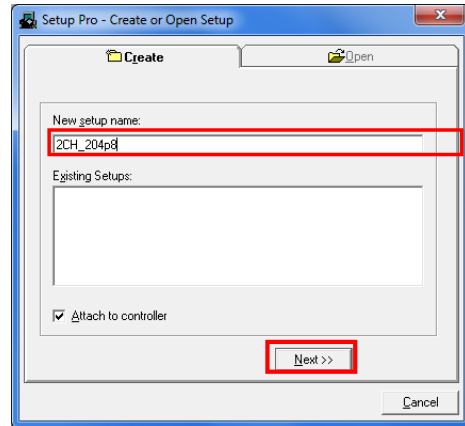 Setup Pro - Create or Open Setup
Create
Open
New setup name:
2CH_204p8
Existing Setups:
Attach to controller
Next >>
Cancel